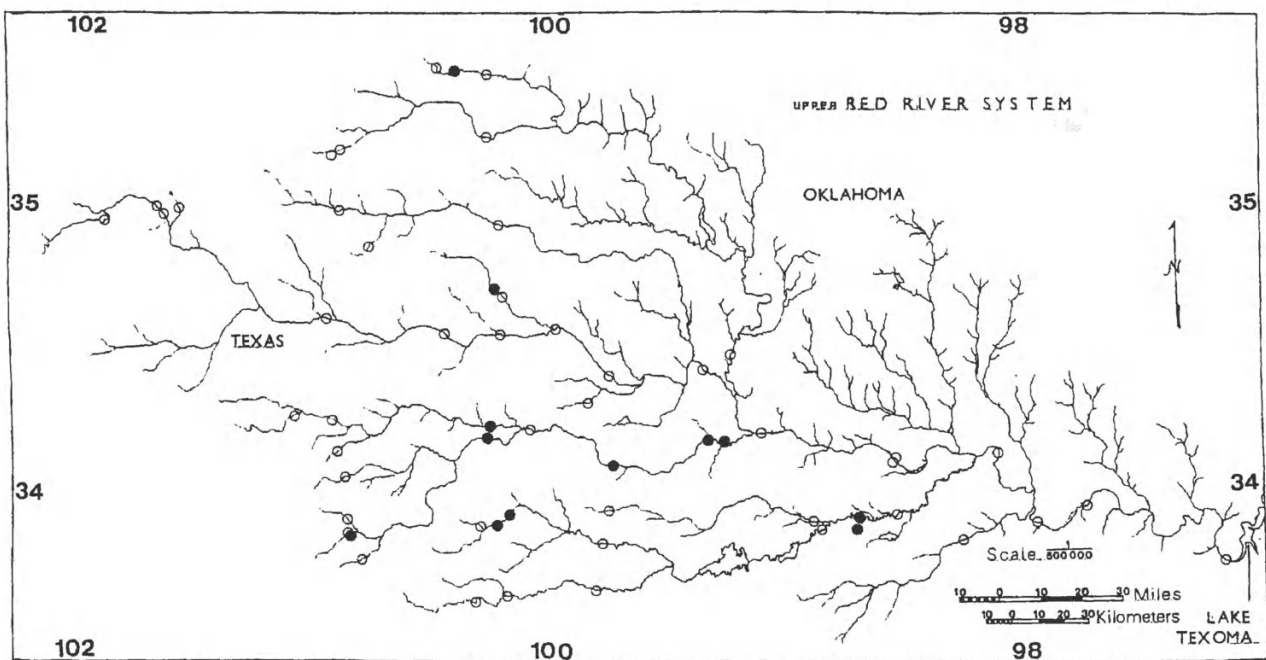 102 100 98
UPPER RED RIVER SYSTEM
OKLAHOMA
35 35
TEXAS
34 34
Scale 1
800000
10 0 10 20 30 Miles
10 0 10 20 30 Kilometers
LAKE
TEXOMA
102 100 98